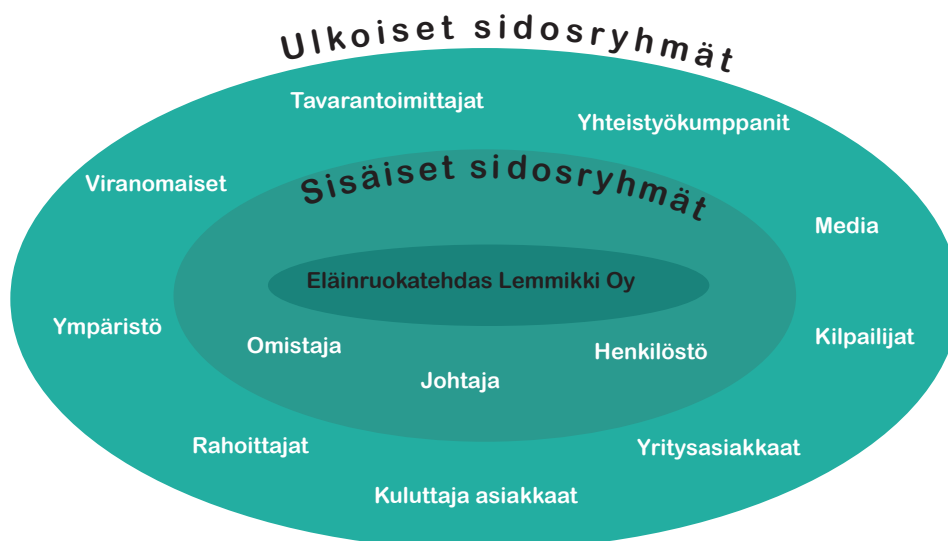 Ulkoiset sidosryhmät
Tavarantoimittajat
Yhteistyökumppanit
Viranomaiset
Sisäiset sidosryhmät
Media
Eläinruokatehdas Lemmikki Oy
Ympäristö
Omistaja
Henkilöstö
Kilpailijat
Johtaja
Rahoittajat
Yritysasiakkaat
Kuluttaja asiakkaat